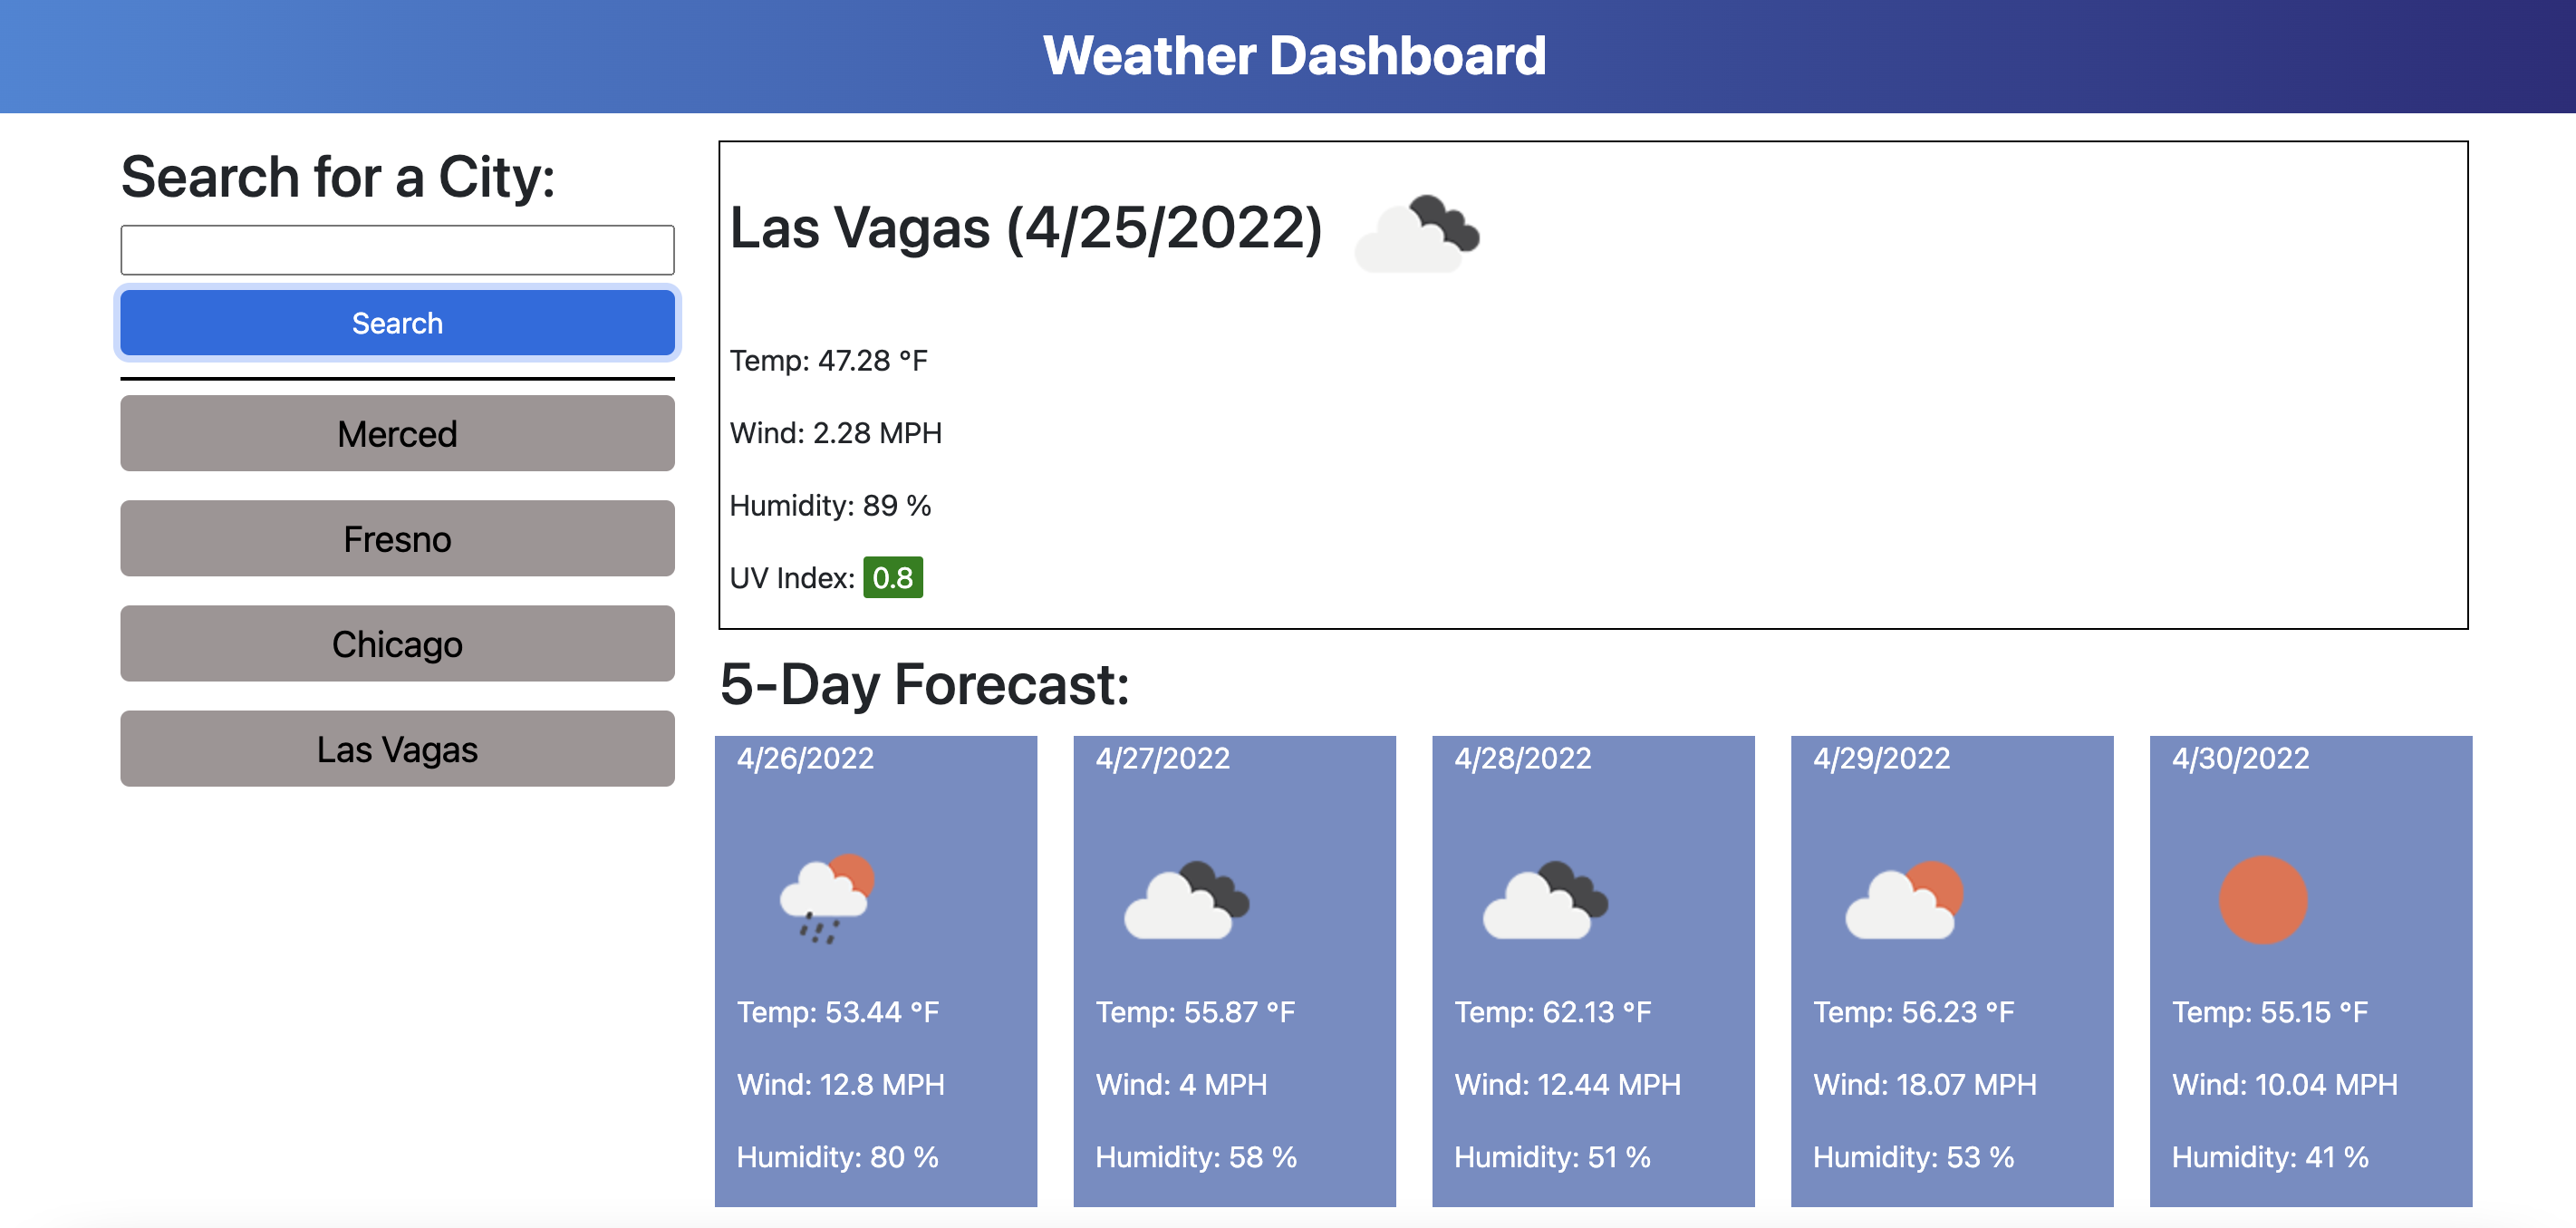 Weather Dashboard
Search for a City:
Search
Merced
Fresno
Chicago
Las Vagas
Las Vagas (4/25/2022)
Temp: 47.28 °F
Wind: 2.28 MPH
Humidity: 89 %
UV Index: 0.8
5-Day Forecast:
4/26/2022
Temp: 53.44 °F
Wind: 12.8 MPH
Humidity: 80 %
4/27/2022
Temp: 55.87 °F
Wind: 4 MPH
Humidity: 58 %
4/28/2022
Temp: 62.13 °F
Wind: 12.44 MPH
Humidity: 51 %
4/29/2022
Temp: 56.23 °F
Wind: 18.07 MPH
Humidity: 53 %
4/30/2022
Temp: 55.15 °F
Wind: 10.04 MPH
Humidity: 41 %